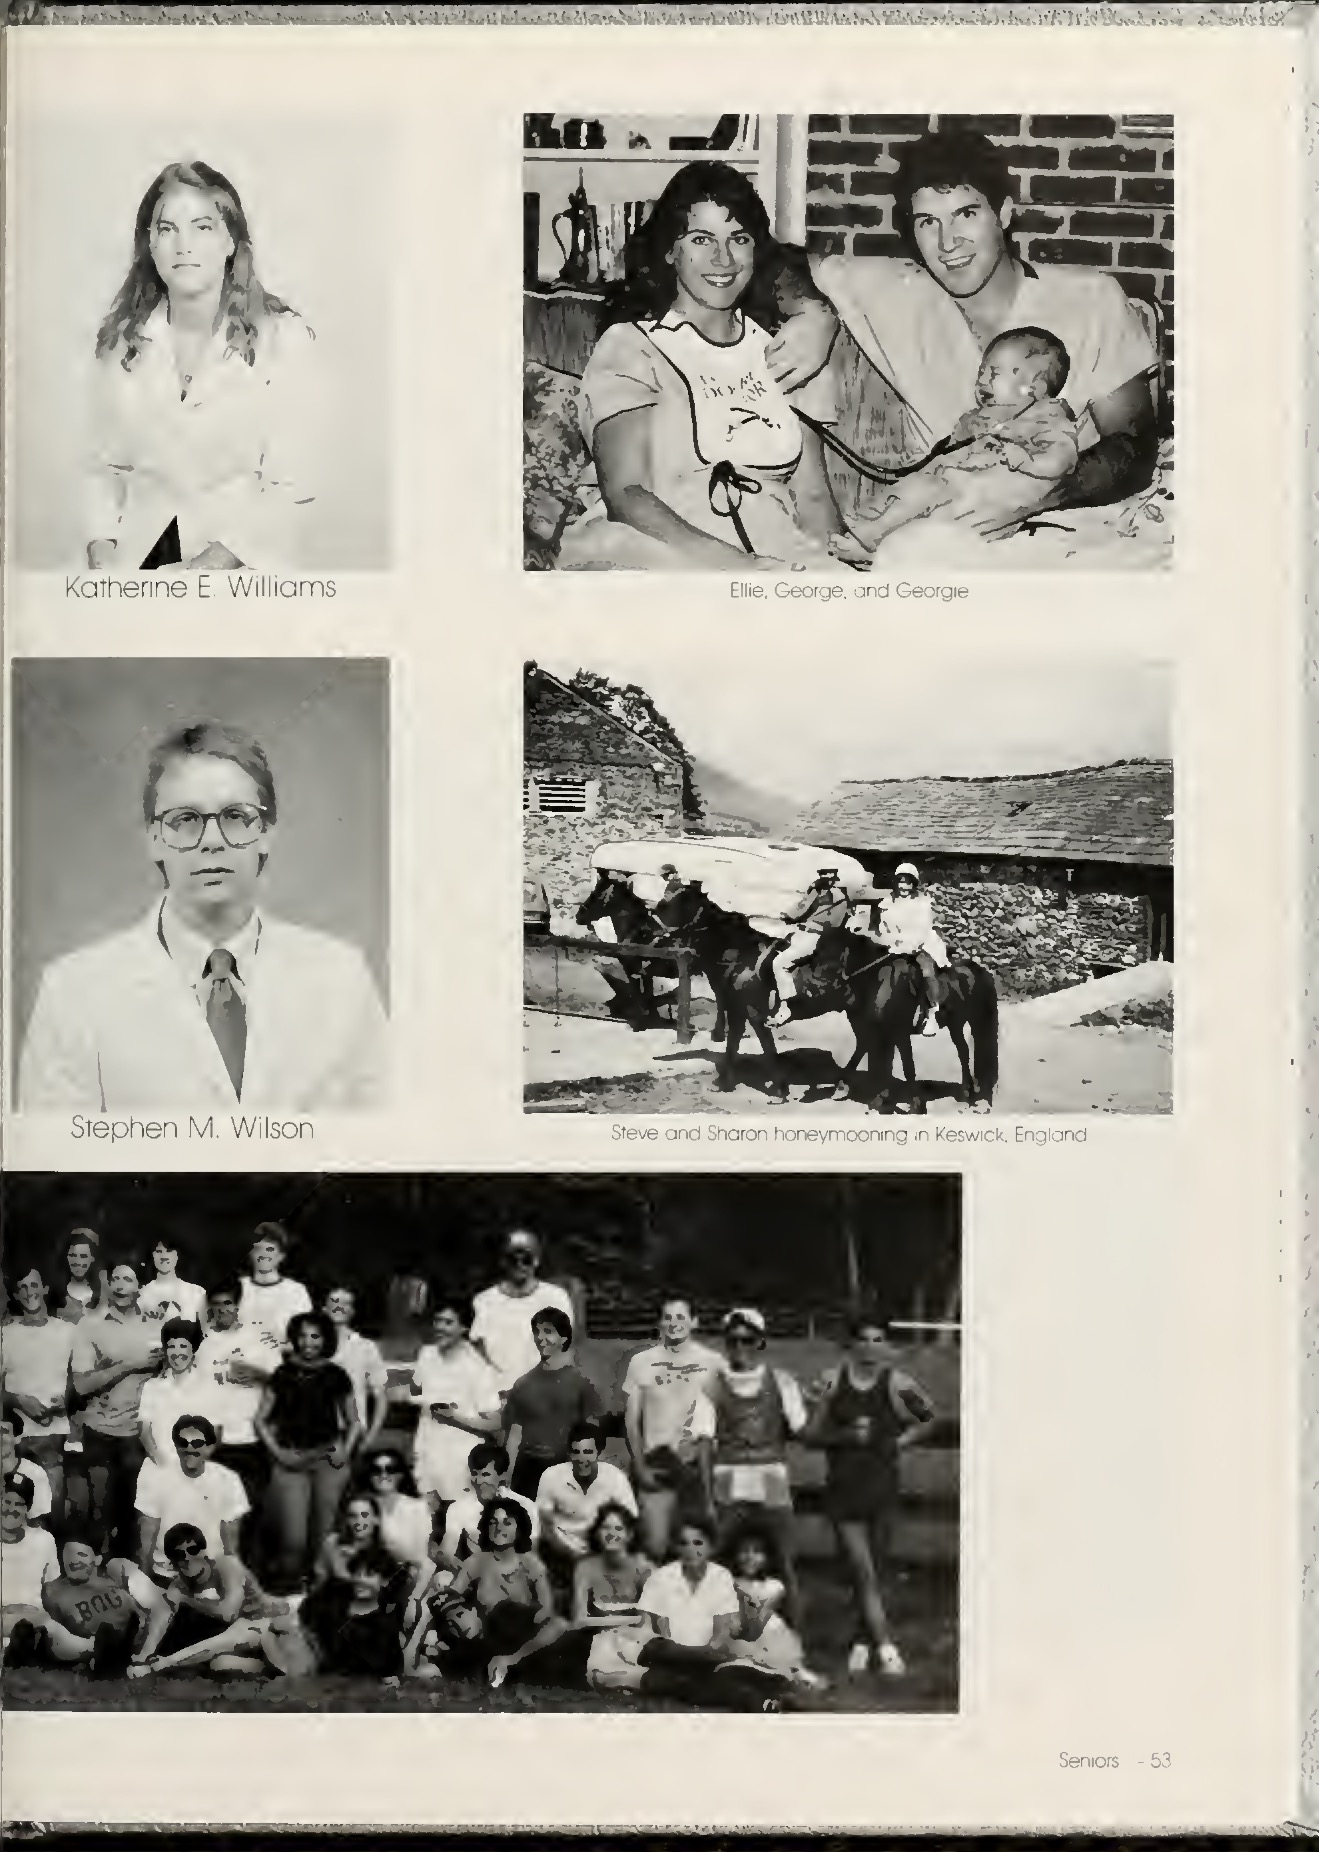 Katherine E. Williams
Ellie, George, and Georgie
Stephen M. Wilson
Steve and Sharon honeymooning in Keswick, England
Seniors - 53